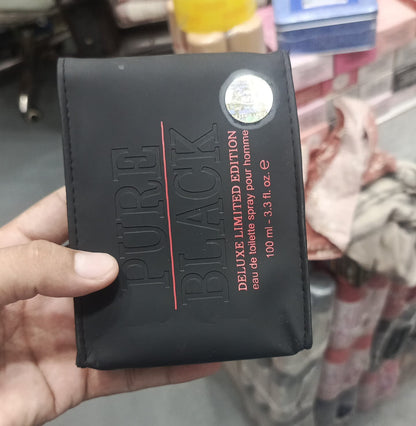 PURE
BLACK
DELUXE LIMITED EDITION
eau de toilette spray pour homme
100 ml - 3.3 fl. oz. e